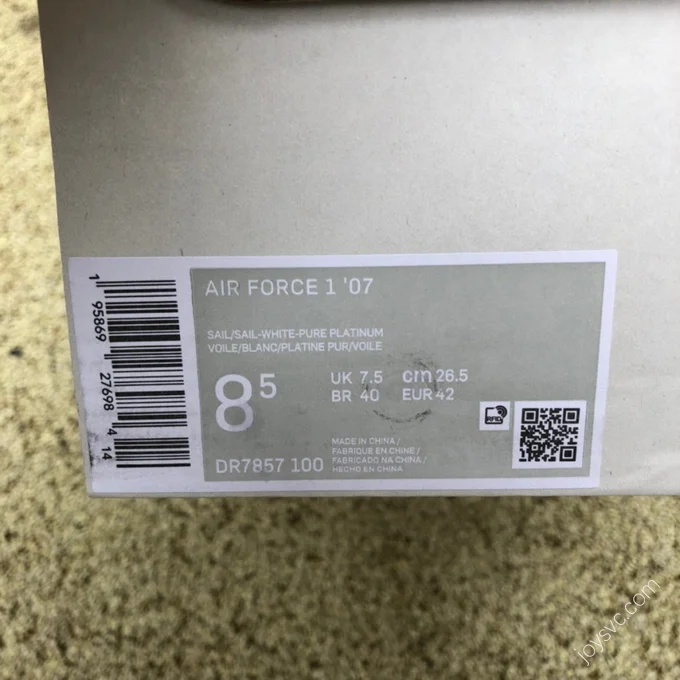 AIR FORCE 1 '07
SAIL/SAIL-WHITE-PURE PLATINUM
VOILE/BLANC/PLATINE PUR/VOILE
8 5
UK 7.5 cm 26.5
BR 40 EUR 42
DR7857 100
MADE IN CHINA /
FABRIQUE EN CHINE /
FABRICADO NA CHINA /
HECHO EN CHINA
1 95869 27698 4 14
joysvc.com